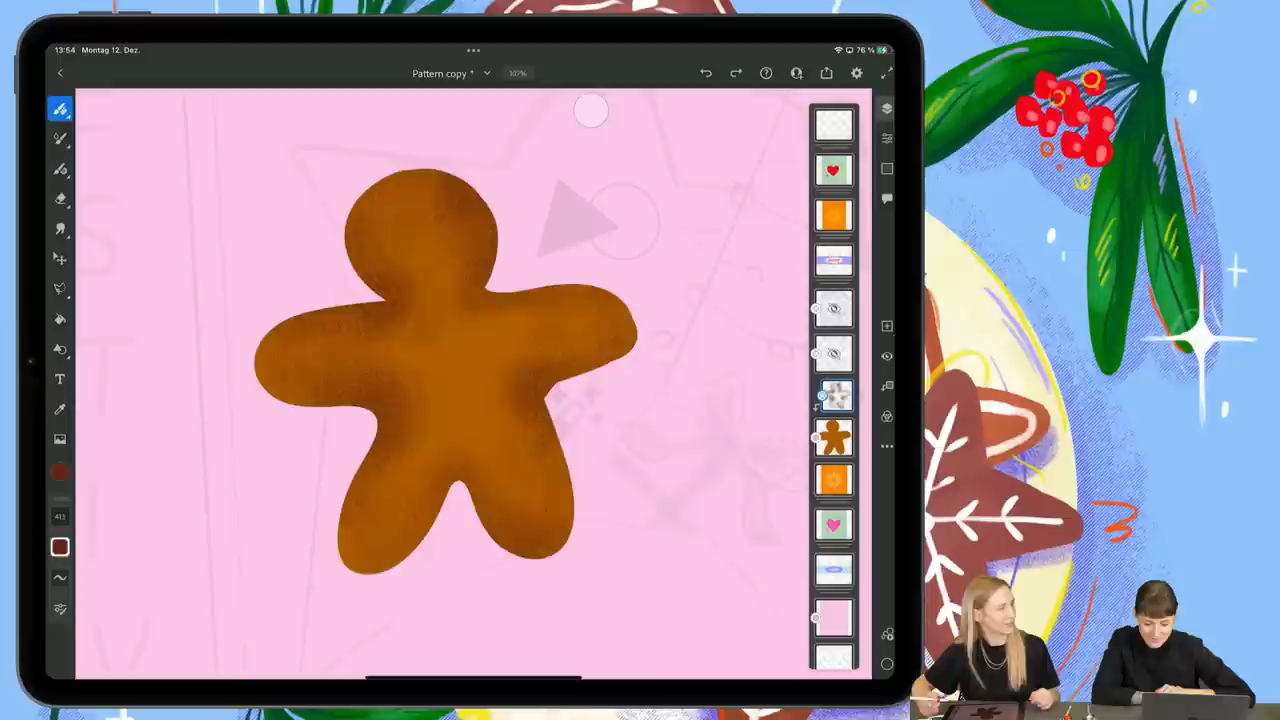 13:54 Montag 12. Dez.
76 %
Pattern copy *
107%
T
413